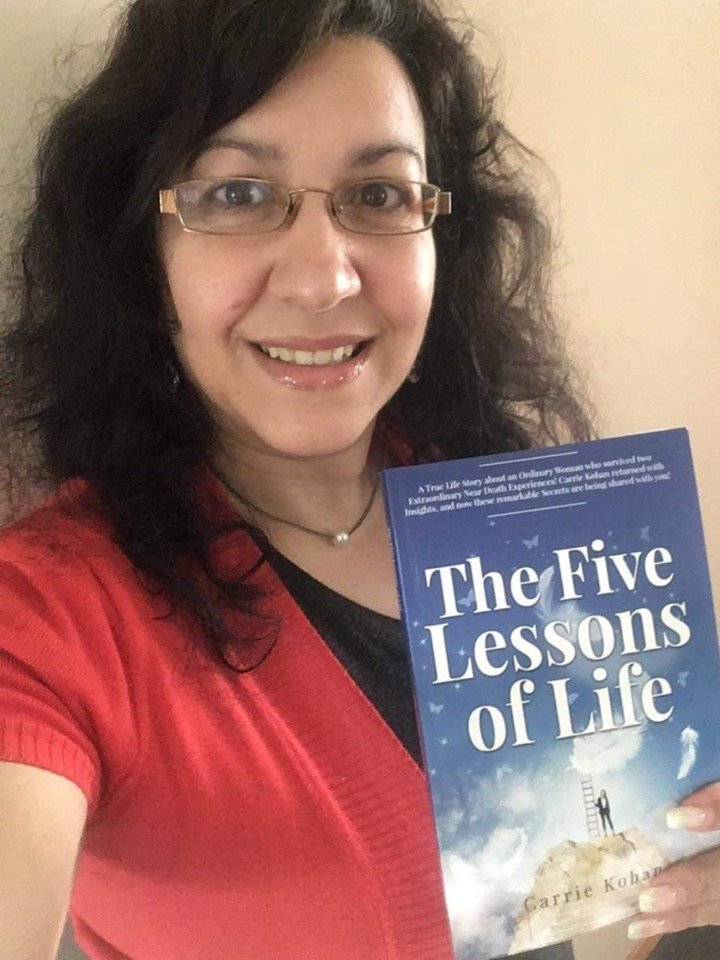 A True Life Story about an Ordinary Woman who survived two
Extraordinary Near Death Experiences! Carrie Kohan returned with
Insights, and now these remarkable Secrets are being shared with you!
The Five
Lessons
of Life
Carrie Kohan